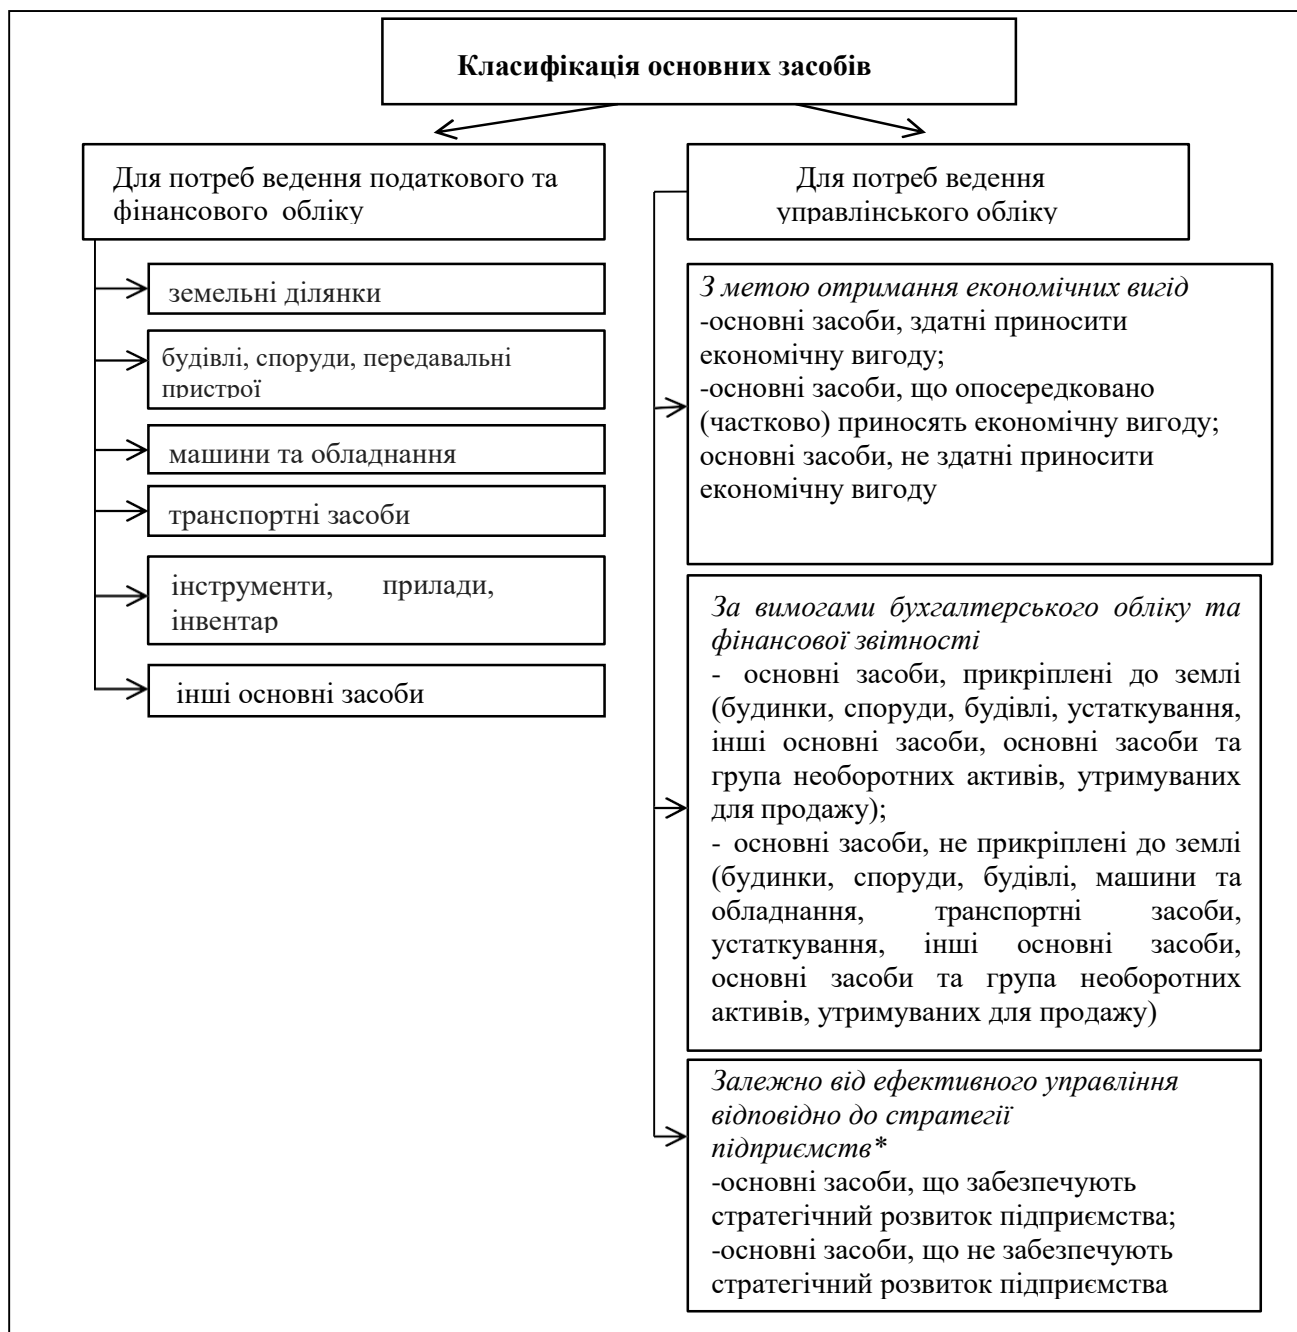 Класифікація основних засобів
Для потреб ведення податкового та
фінансового обліку
земельні ділянки
будівлі, споруди, передавальні
пристрої
машини та обладнання
транспортні засоби
інструменти, прилади,
інвентар
інші основні засоби
Для потреб ведення
управлінського обліку
З метою отримання економічних вигід
-основні засоби, здатні приносити
економічну вигоду;
-основні засоби, що опосередковано
(частково) приносять економічну вигоду;
основні засоби, не здатні приносити
економічну вигоду
За вимогами бухгалтерського обліку та
фінансової звітності
- основні засоби, прикріплені до землі
(будинки, споруди, будівлі, устаткування,
інші основні засоби, основні засоби та
група необоротних активів, утримуваних
для продажу);
- основні засоби, не прикріплені до землі
(будинки, споруди, будівлі, машини та
обладнання, транспортні засоби,
устаткування, інші основні засоби,
основні засоби та група необоротних
активів, утримуваних для продажу)
Залежно від ефективного управління
відповідно до стратегії
підприємств*
-основні засоби, що забезпечують
стратегічний розвиток підприємства;
-основні засоби, що не забезпечують
стратегічний розвиток підприємства